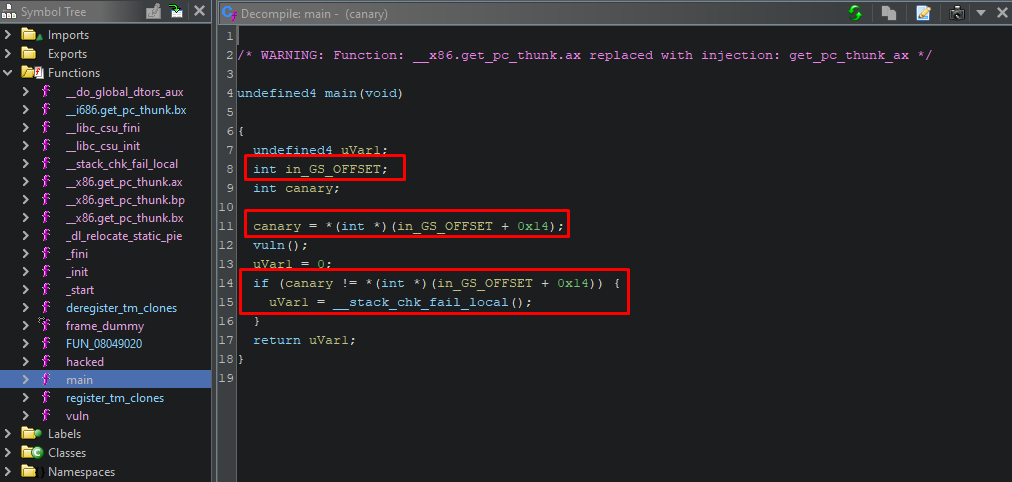 Symbol Tree
Imports
Exports
Functions
__do_global_dtors_aux
__i686.get_pc_thunk.bx
__libc_csu_fini
__libc_csu_init
__stack_chk_fail_local
__x86.get_pc_thunk.ax
__x86.get_pc_thunk.bp
__x86.get_pc_thunk.bx
_dl_relocate_static_pie
_fini
_init
_start
deregister_tm_clones
frame_dummy
FUN_08049020
hacked
main
register_tm_clones
vuln
Labels
Classes
Namespaces
Decompile: main - (canary)
1
2 /* WARNING: Function: __x86.get_pc_thunk.ax replaced with injection: get_pc_thunk_ax */
3
4 undefined4 main(void)
5
6 {
7   undefined4 uVar1;
8   int in_GS_OFFSET;
9   int canary;
10
11   canary = *(int *)(in_GS_OFFSET + 0x14);
12   vuln();
13   uVar1 = 0;
14   if (canary != *(int *)(in_GS_OFFSET + 0x14)) {
15     uVar1 = __stack_chk_fail_local();
16   }
17   return uVar1;
18 }
19